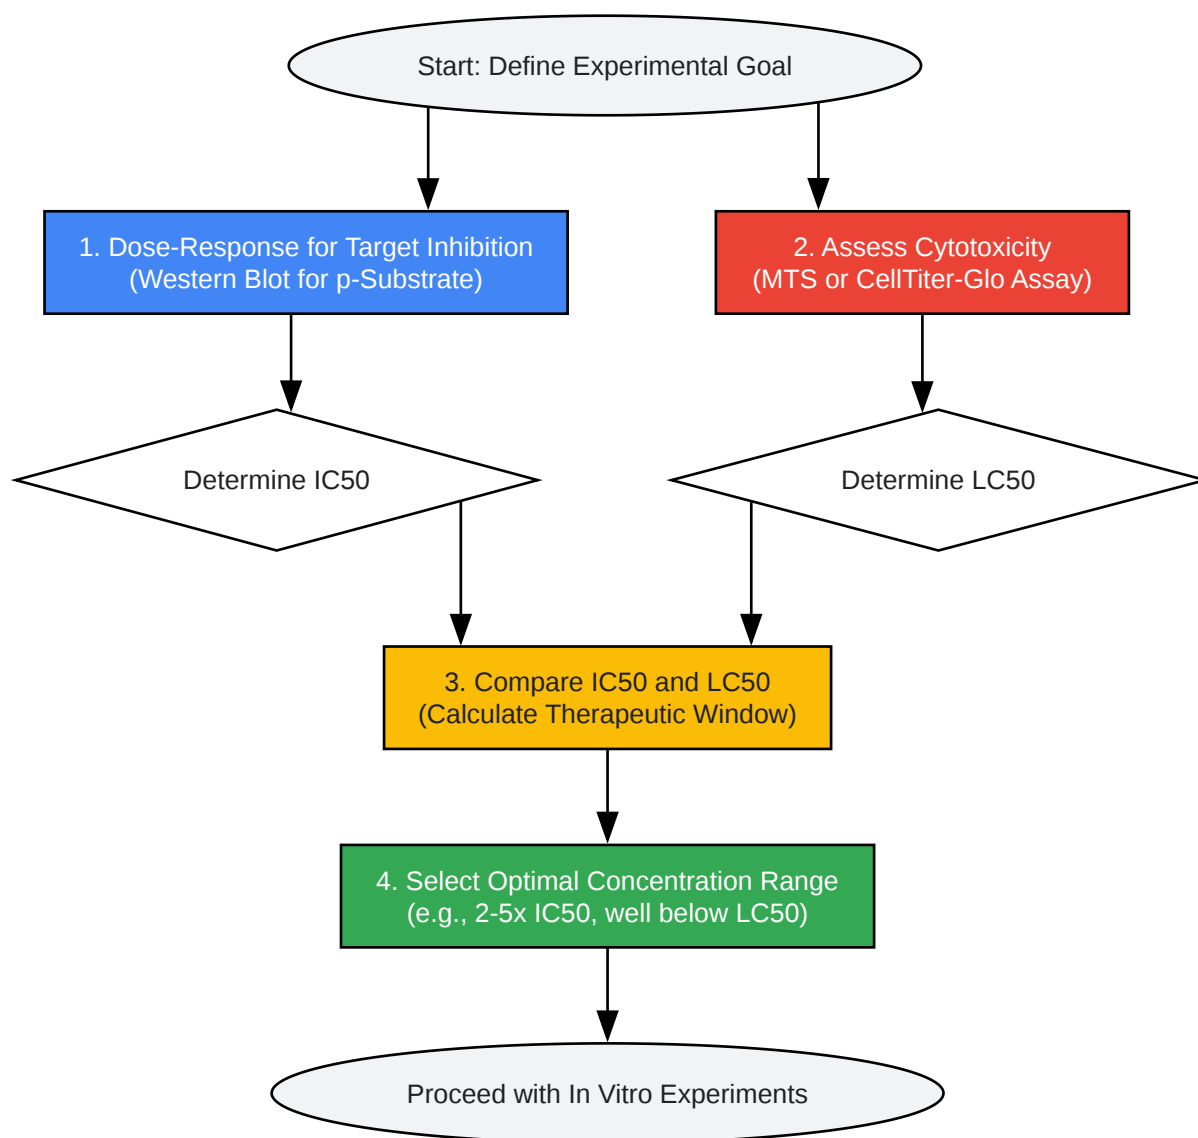 Start: Define Experimental Goal
1. Dose-Response for Target Inhibition
(Western Blot for p-Substrate)
2. Assess Cytotoxicity
(MTS or CellTiter-Glo Assay)
Determine IC50
Determine LC50
3. Compare IC50 and LC50
(Calculate Therapeutic Window)
4. Select Optimal Concentration Range
(e.g., 2-5x IC50, well below LC50)
Proceed with In Vitro Experiments